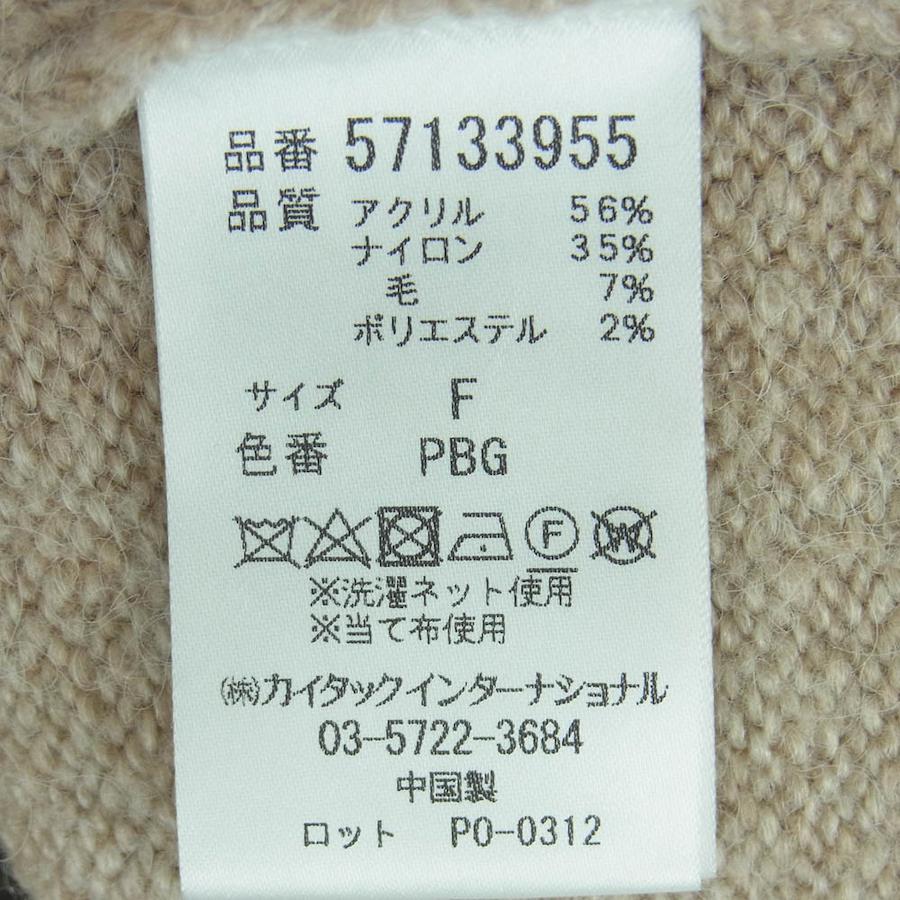 品番 57133955
品質 アクリル 56%
ナイロン 35%
毛 7%
ポリエステル 2%
サイズ F
色番 PBG
F W
※洗濯ネット使用
※当て布使用
㈱カイタックインターナショナル
03-5722-3684
中国製
ロット PO-0312